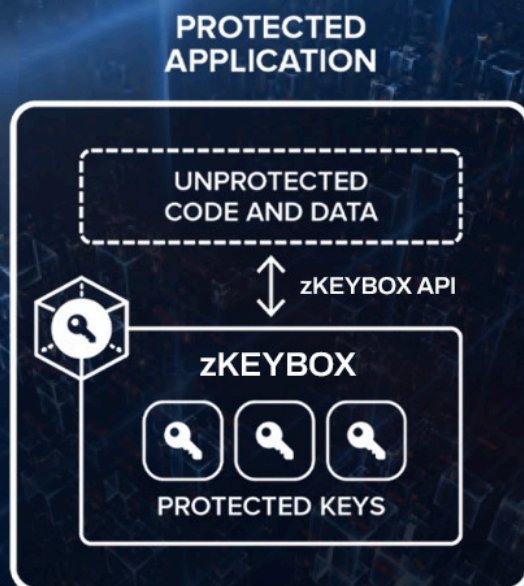 PROTECTED
APPLICATION
UNPROTECTED
CODE AND DATA
zKEYBOX API
zKEYBOX
PROTECTED KEYS